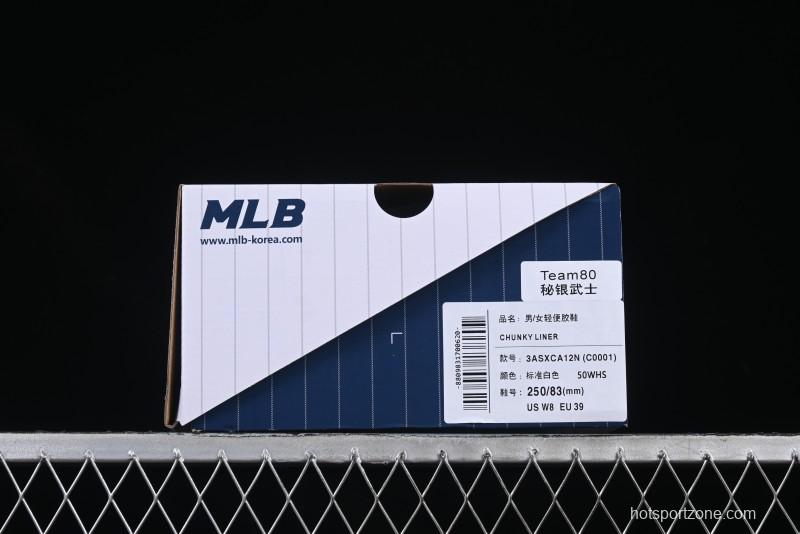 MLB
www.mlb-korea.com
Team80
秘银武士
品名：男/女轻便胶鞋
CHUNKY LINER
款号：3ASXCA12N (C0001)
颜色：标准白色 50WHS
鞋号：250/83(mm)
US W8 EU 39
-8809831700620-
hotsportzone.com